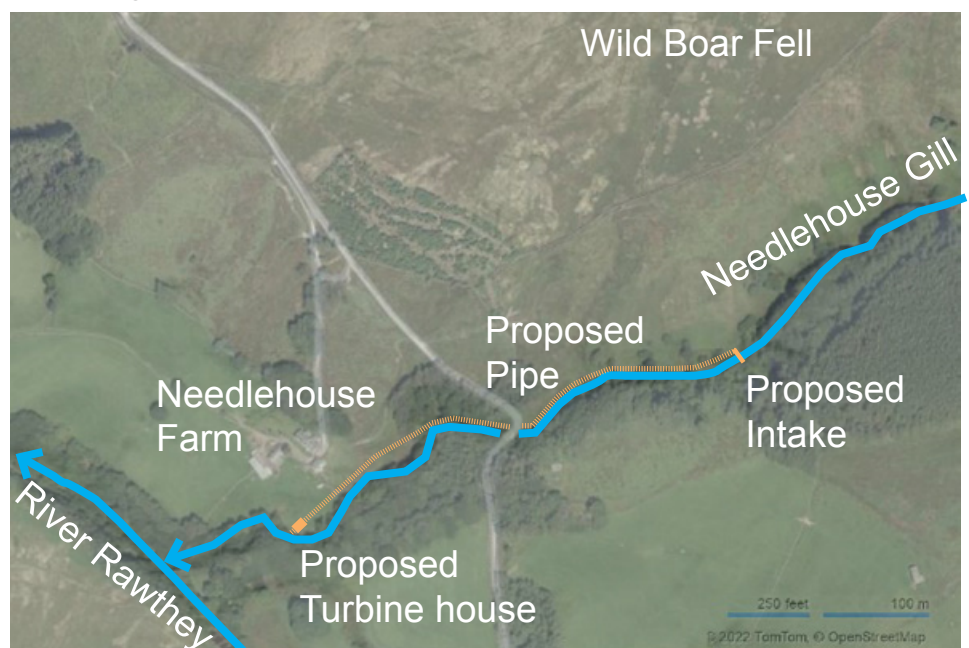 Wild Boar Fell
Needlehouse Gill
Proposed
Pipe
Proposed
Intake
Needlehouse
Farm
River Rawthey
Proposed
Turbine house
250 feet
100 m
© 2022 TomTom, © OpenStreetMap